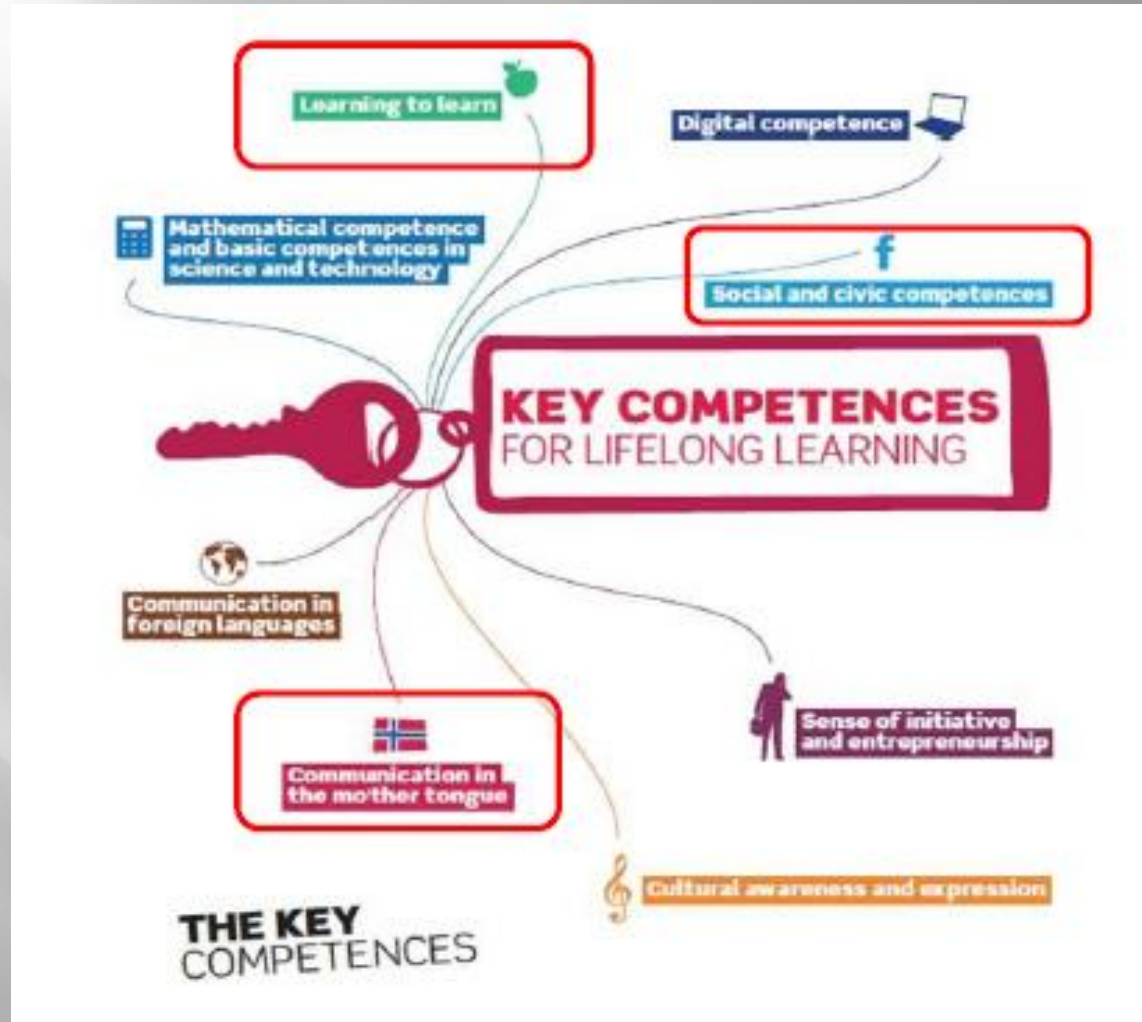 Learning to learn
Digital competence
Mathematical competence
and basic competences in
science and technology
f
Social and civic competences
KEY COMPETENCES
FOR LIFELONG LEARNING
Communication in
foreign languages
Communication in
the mother tongue
Sense of initiative
and entrepreneurship
Cultural awareness and expression
THE KEY
COMPETENCES